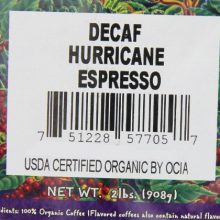 DECAF
HURRICANE
ESPRESSO
7 51228 57705 7
USDA CERTIFIED ORGANIC BY OCIA
NET WT. 2lbs. (908g)
dients: 100% Organic Coffee (Flavored coffees also contain natural flavor